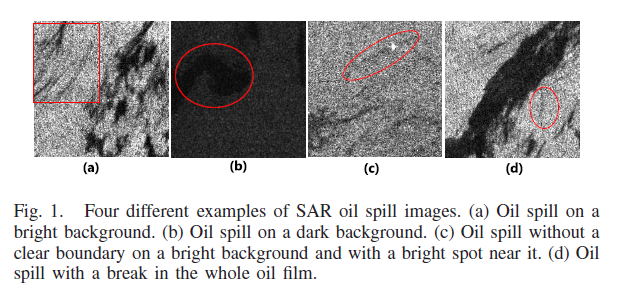 (a) (b) (c) (d)
Fig. 1. Four different examples of SAR oil spill images. (a) Oil spill on a
bright background. (b) Oil spill on a dark background. (c) Oil spill without a
clear boundary on a bright background and with a bright spot near it. (d) Oil
spill with a break in the whole oil film.